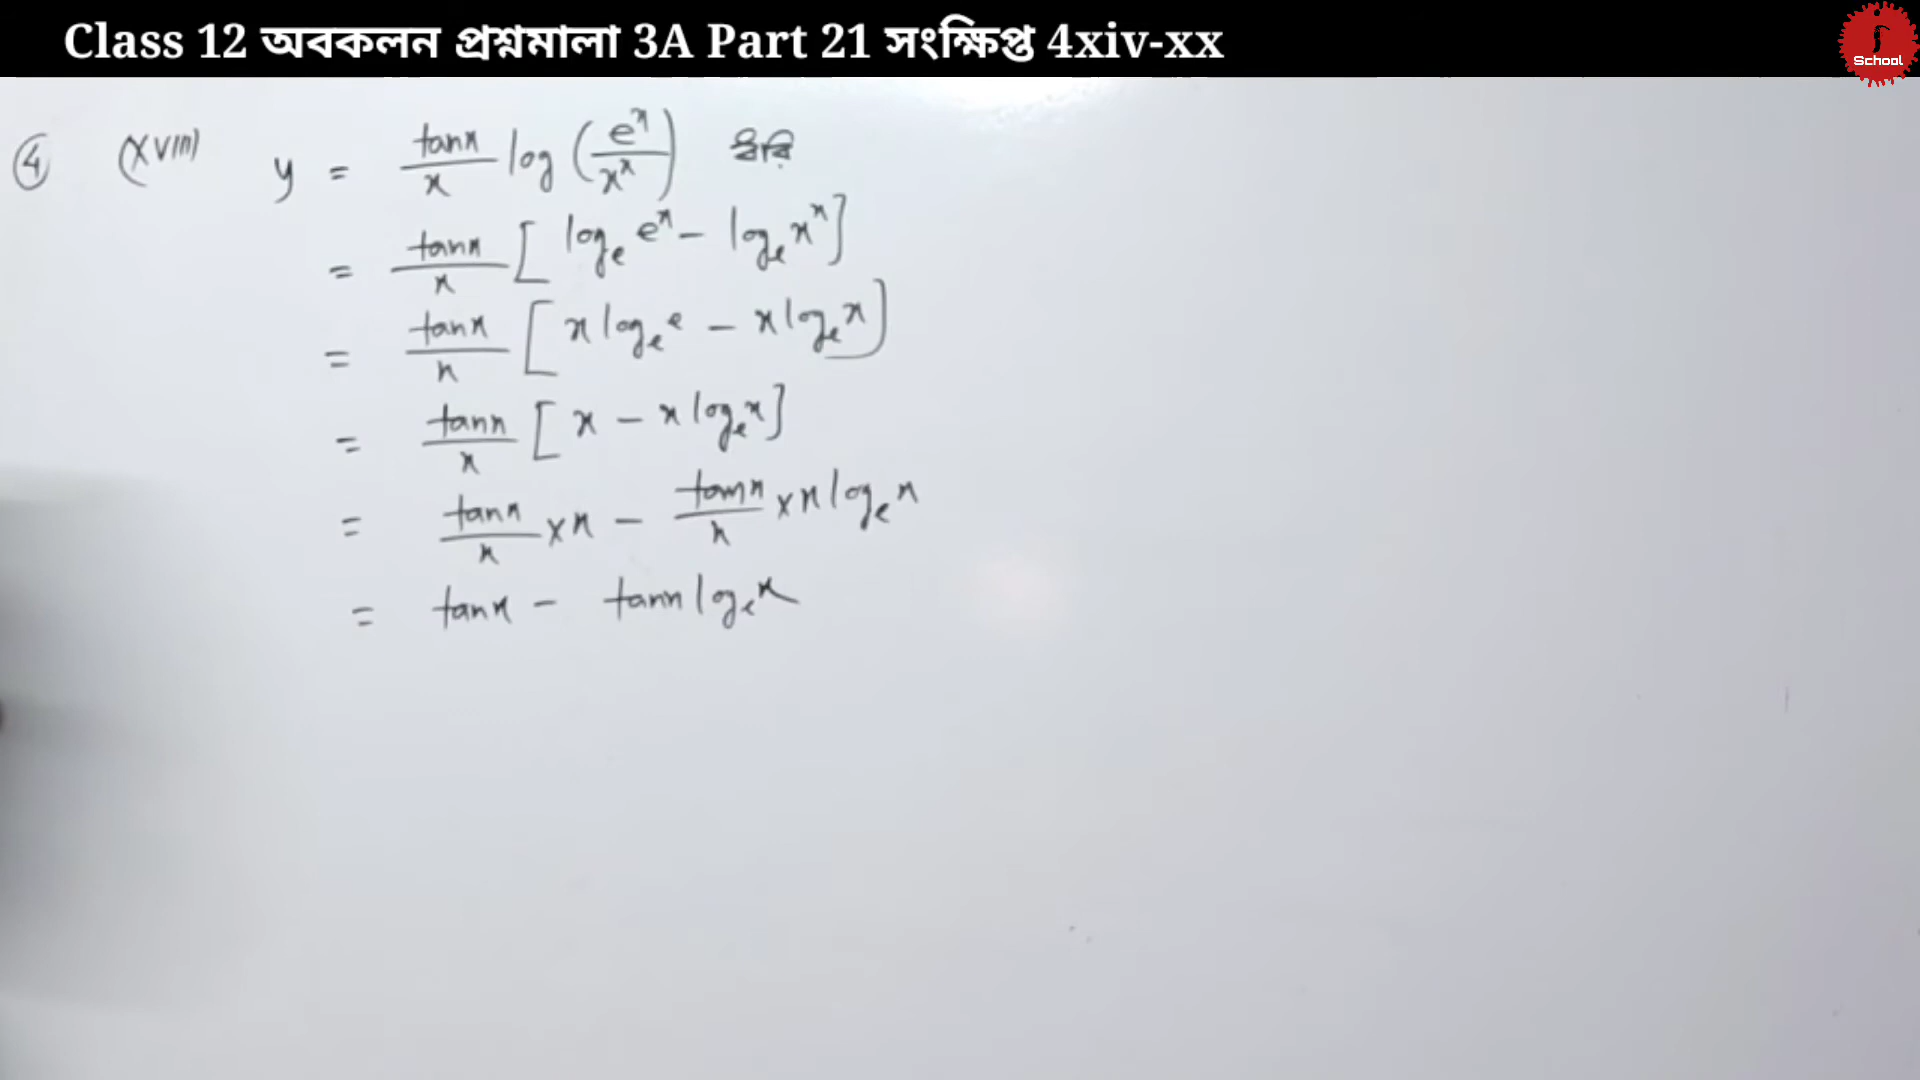 Class 12 অবকলন প্রশ্নমালা 3A Part 21 সংক্ষিপ্ত 4xiv-xx
School
④ (xviii) y = tanx/x log (e^x/x^x) ধরি
= tanx/x [log_e e^x - log_e x^x]
= tanx/x [x log_e e - x log_e x]
= tanx/x [x - x log_e x]
= tanx/x × x - tanx/x × x log_e x
= tanx - tanx log_e x